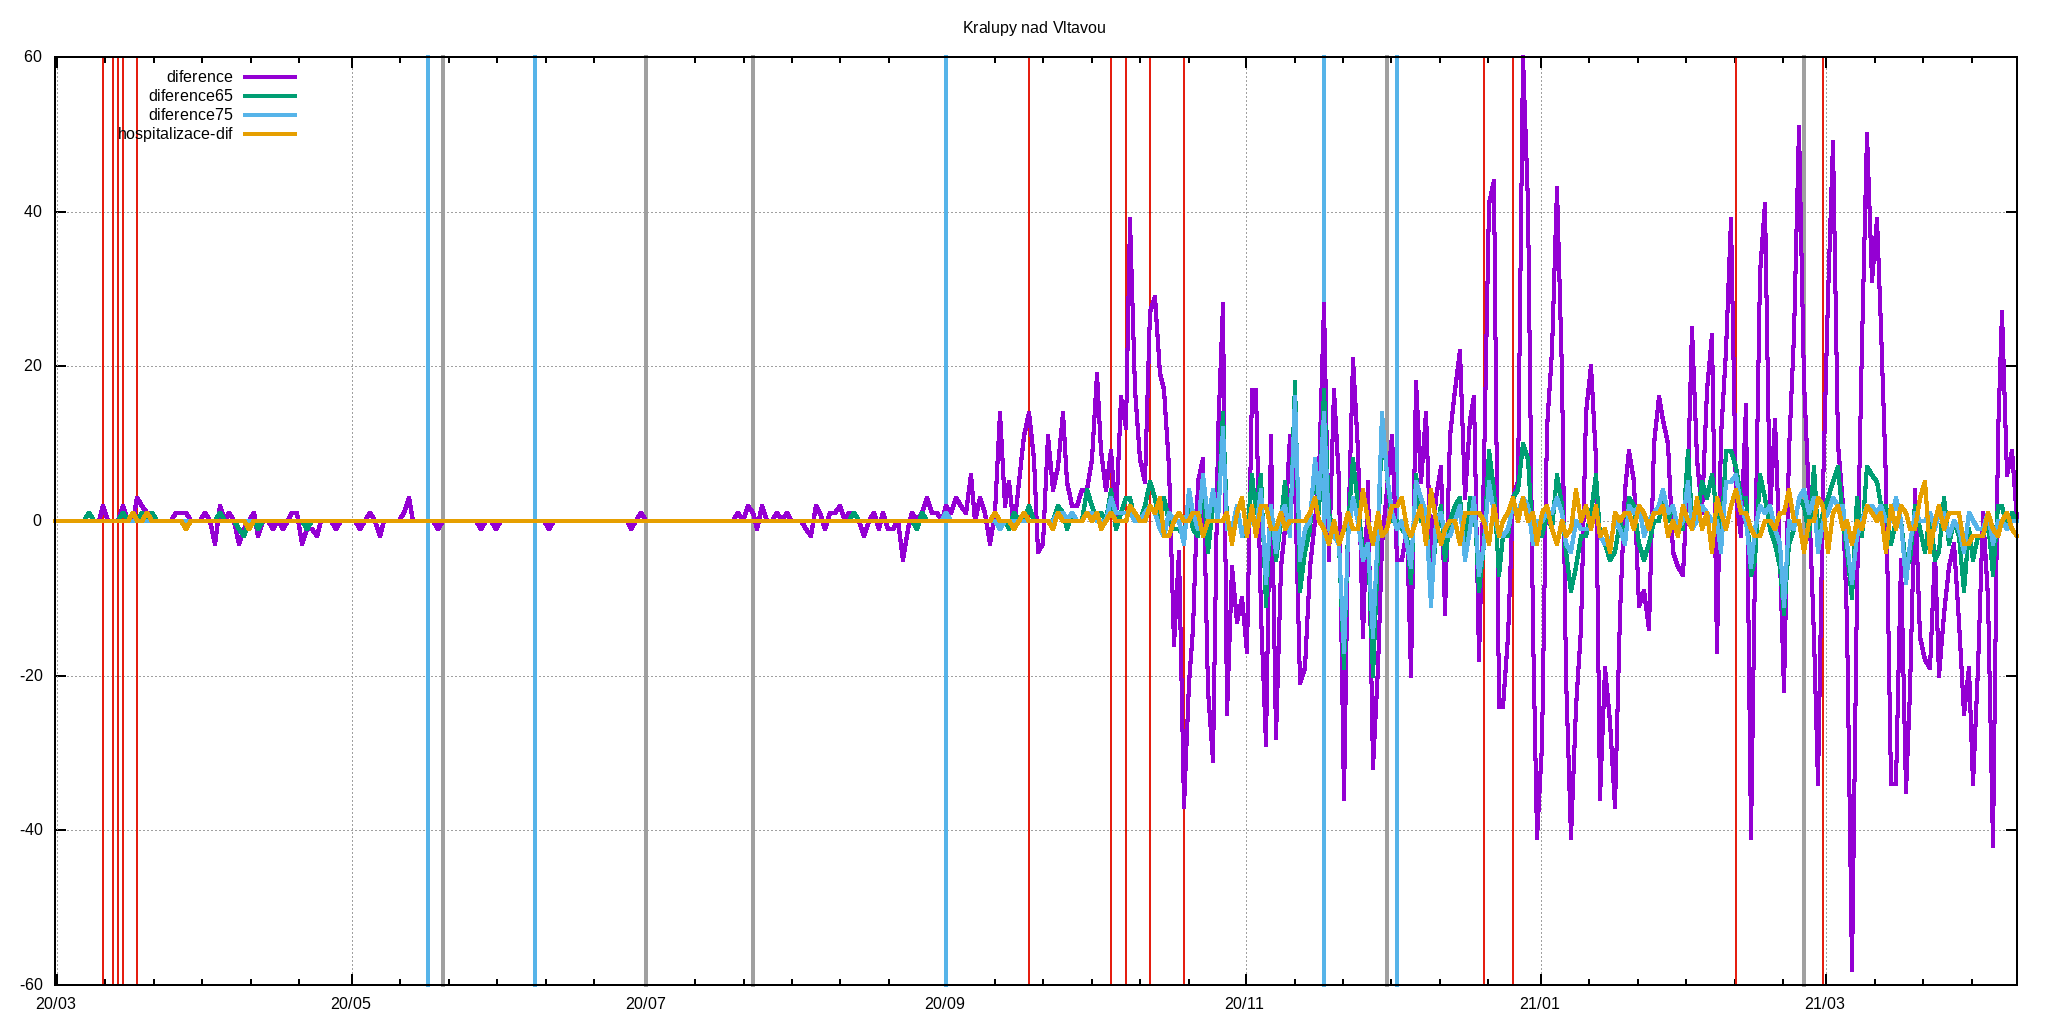 Kralupy nad Vltavou
60
diference
diference65
diference75
hospitalizace-dif
40
20
0
-20
-40
-60
20/03 20/05 20/07 20/09 20/11 21/01 21/03